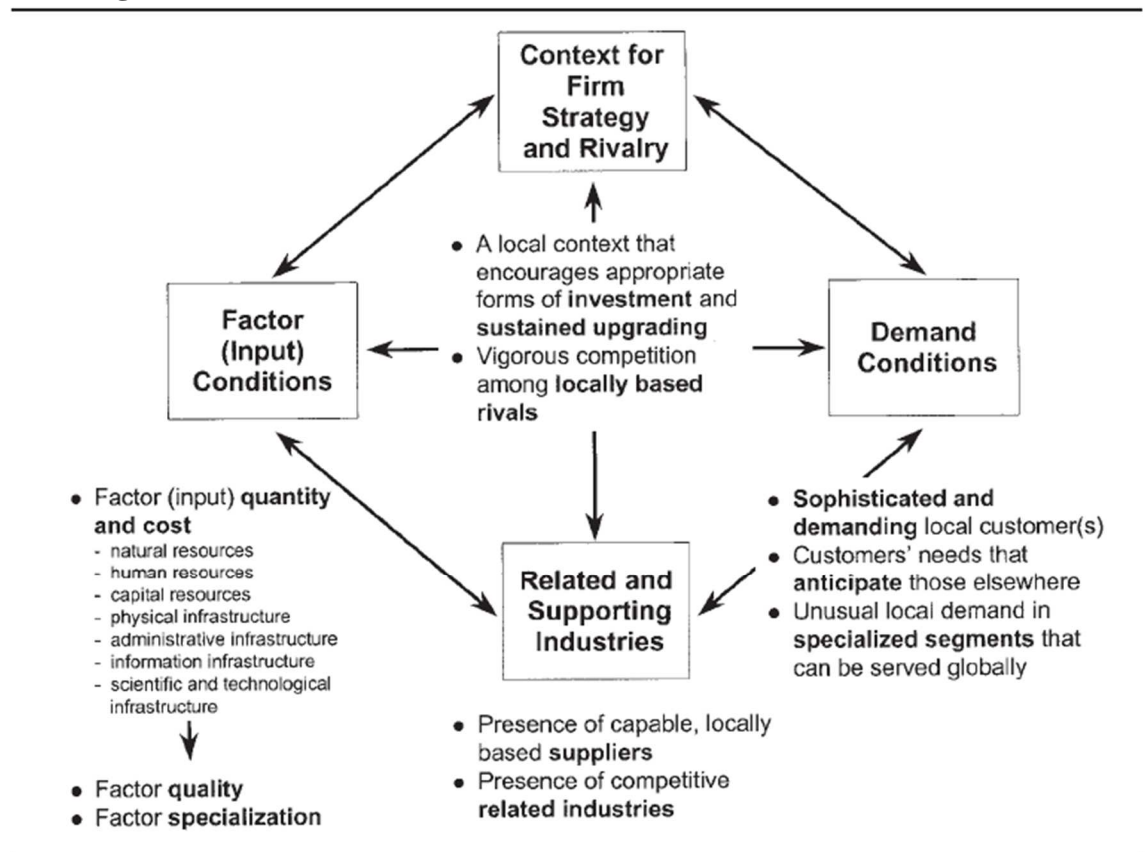 Context for
Firm
Strategy
and Rivalry
● A local context that
encourages appropriate
forms of investment and
sustained upgrading
● Vigorous competition
among locally based
rivals
Factor
(Input)
Conditions
Demand
Conditions
● Factor (input) quantity
and cost
- natural resources
- human resources
- capital resources
- physical infrastructure
- administrative infrastructure
- information infrastructure
- scientific and technological
infrastructure
● Factor quality
● Factor specialization
Related and
Supporting
Industries
● Presence of capable, locally
based suppliers
● Presence of competitive
related industries
● Sophisticated and
demanding local customer(s)
● Customers’ needs that
anticipate those elsewhere
● Unusual local demand in
specialized segments that
can be served globally